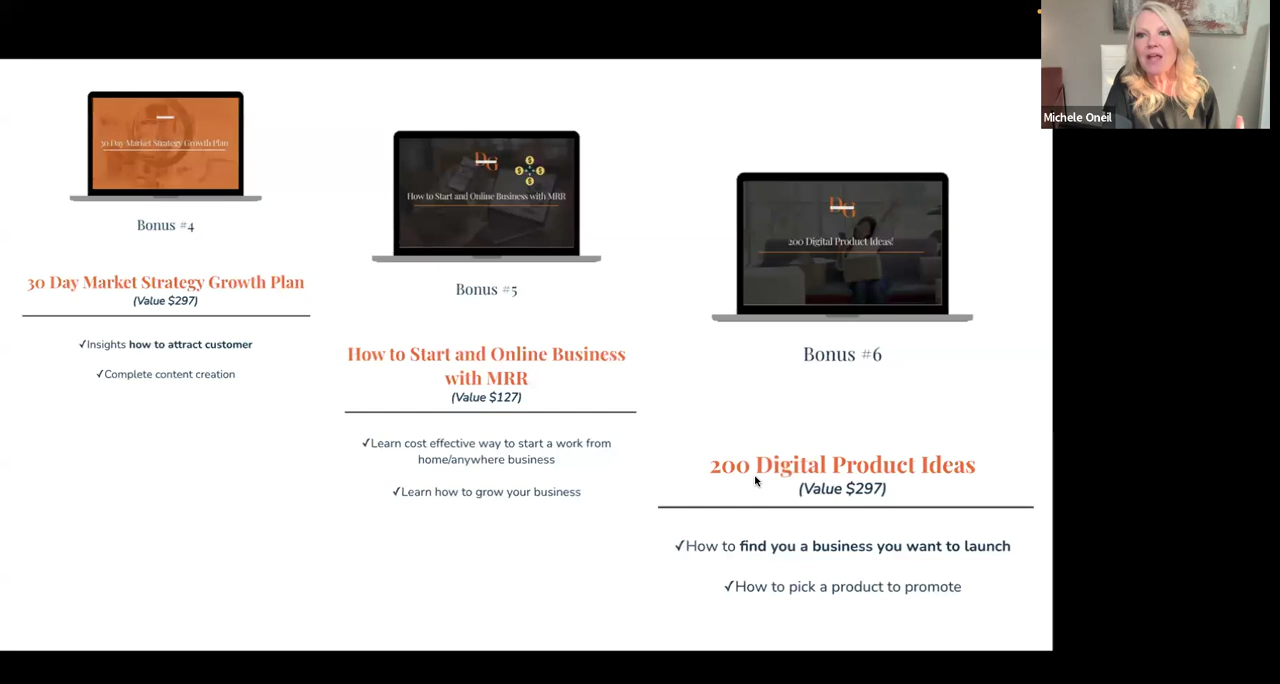 Michele Oneil
30 Day Market Strategy Growth Plan
Bonus #4
30 Day Market Strategy Growth Plan
(Value $297)
✓Insights how to attract customer
✓Complete content creation
DG
How to Start and Online Business with MRR
Bonus #5
How to Start and Online Business
with MRR
(Value $127)
✓Learn cost effective way to start a work from
home/anywhere business
✓Learn how to grow your business
DG
200 Digital Product Ideas!
Bonus #6
200 Digital Product Ideas
(Value $297)
✓How to find you a business you want to launch
✓How to pick a product to promote